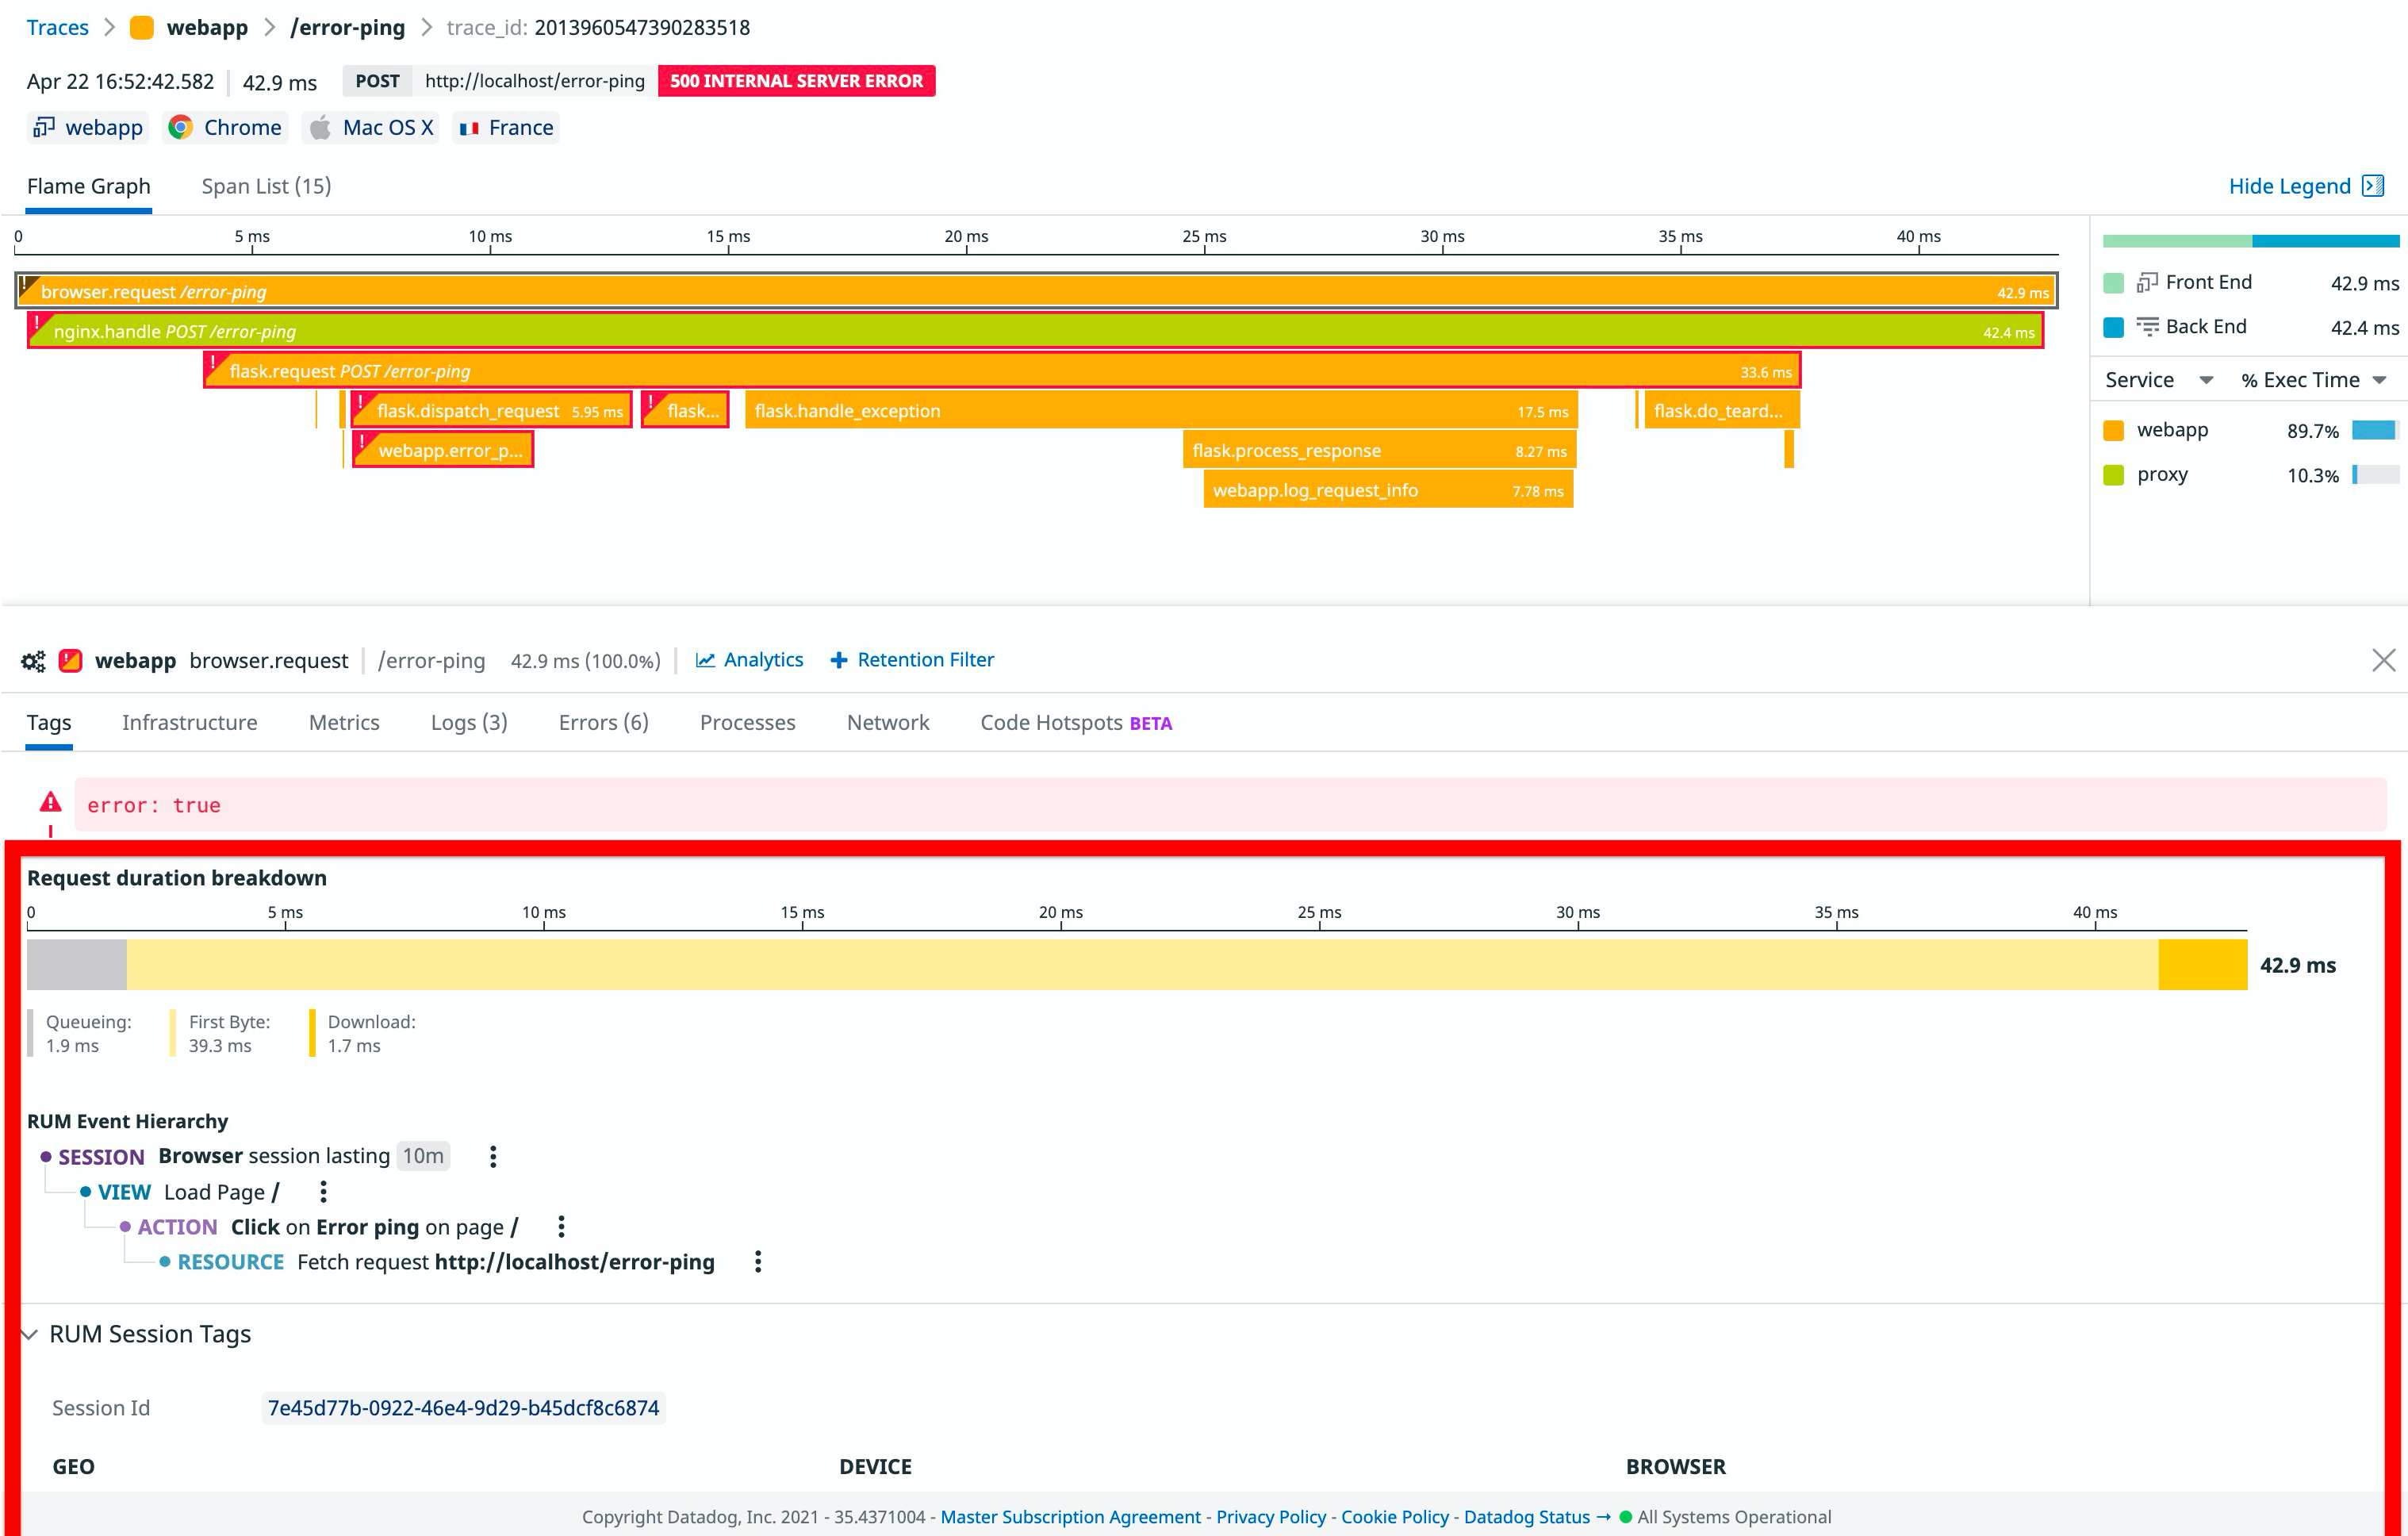 Traces > webapp > /error-ping > trace_id: 2013960547390283518
Apr 22 16:52:42.582 42.9 ms POST http://localhost/error-ping 500 INTERNAL SERVER ERROR
webapp Chrome Mac OS X France
Flame Graph Span List (15) Hide Legend
0 5 ms 10 ms 15 ms 20 ms 25 ms 30 ms 35 ms 40 ms
browser.request /error-ping 42.9 ms
nginx.handle POST /error-ping 42.4 ms
flask.request POST /error-ping 33.6 ms
flask.dispatch_request 5.95 ms flask... flask.handle_exception 17.5 ms flask.do_teard...
webapp.error_p... flask.process_response 8.27 ms
webapp.log_request_info 7.78 ms
Front End 42.9 ms
Back End 42.4 ms
Service % Exec Time
webapp 89.7%
proxy 10.3%
webapp browser.request /error-ping 42.9 ms (100.0%) Analytics + Retention Filter
Tags Infrastructure Metrics Logs (3) Errors (6) Processes Network Code Hotspots BETA
error: true
Request duration breakdown
0 5 ms 10 ms 15 ms 20 ms 25 ms 30 ms 35 ms 40 ms
42.9 ms
Queueing: First Byte: Download:
1.9 ms 39.3 ms 1.7 ms
RUM Event Hierarchy
SESSION Browser session lasting 10m
VIEW Load Page /
ACTION Click on Error ping on page /
RESOURCE Fetch request http://localhost/error-ping
RUM Session Tags
Session Id 7e45d77b-0922-46e4-9d29-b45dcf8c6874
GEO DEVICE BROWSER
Copyright Datadog, Inc. 2021 - 35.4371004 - Master Subscription Agreement - Privacy Policy - Cookie Policy - Datadog Status → All Systems Operational